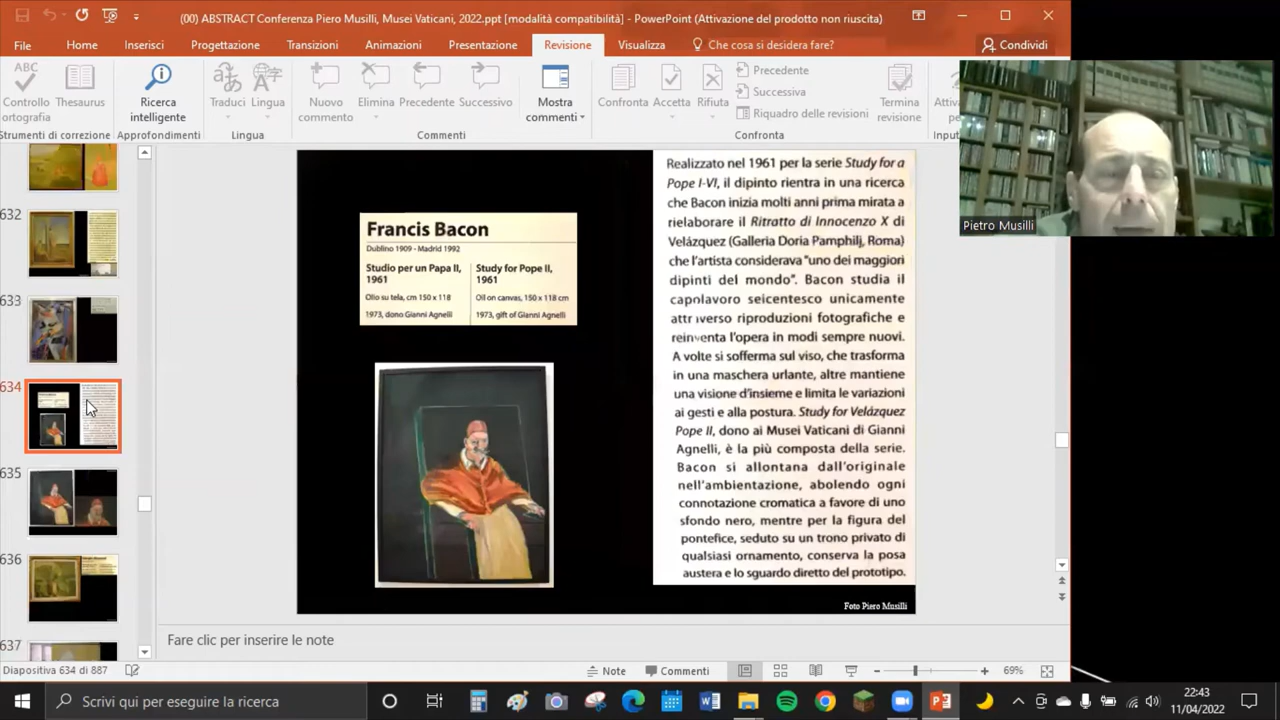 (00) ABSTRACT Conferenza Piero Musilli, Musei Vaticani, 2022.ppt [modalità compatibilità] - PowerPoint (Attivazione del prodotto non riuscita)
File Home Inserisci Progettazione Transizioni Animazioni Presentazione Revisione Visualizza Che cosa si desidera fare? Condividi
ABC
Controllo ortografia
Thesaurus
Ricerca intelligente
Traduci
Lingua
Nuovo commento
Elimina
Precedente
Successivo
Mostra commenti
Confronta
Accetta
Rifiuta
Precedente
Successiva
Riquadro delle revisioni
Termina revisione
Strumenti di correzione
Approfondimenti
Lingua
Commenti
Confronta
Pietro Musilli
632
633
634
635
636
637
Francis Bacon
Dublino 1909 - Madrid 1992
Studio per un Papa II,
1961
Olio su tela, cm 150 x 118
1973, dono Gianni Agnelli
Study for Pope II,
1961
Oil on canvas, 150 x 118 cm
1973, gift of Gianni Agnelli
Realizzato nel 1961 per la serie Study for a
Pope I-VI, il dipinto rientra in una ricerca
che Bacon inizia molti anni prima mirata a
rielaborare il Ritratto di Innocenzo X di
Velázquez (Galleria Doria Pamphilj, Roma)
che l'artista considerava "uno dei maggiori
dipinti del mondo". Bacon studia il
capolavoro seicentesco unicamente
attraverso riproduzioni fotografiche e
reinventa l'opera in modi sempre nuovi.
A volte si sofferma sul viso, che trasforma
in una maschera urlante, altre mantiene
una visione d'insieme e limita le variazioni
ai gesti e alla postura. Study for Velázquez
Pope II, dono ai Musei Vaticani di Gianni
Agnelli, è la più composta della serie.
Bacon si allontana dall'originale
nell'ambientazione, abolendo ogni
connotazione cromatica a favore di uno
sfondo nero, mentre per la figura del
pontefice, seduto su un trono privato di
qualsiasi ornamento, conserva la posa
austera e lo sguardo diretto del prototipo.
Foto Piero Musilli
Fare clic per inserire le note
Diapositiva 634 di 887
Note
Commenti
69%
Scrivi qui per eseguire la ricerca
22:43
11/04/2022